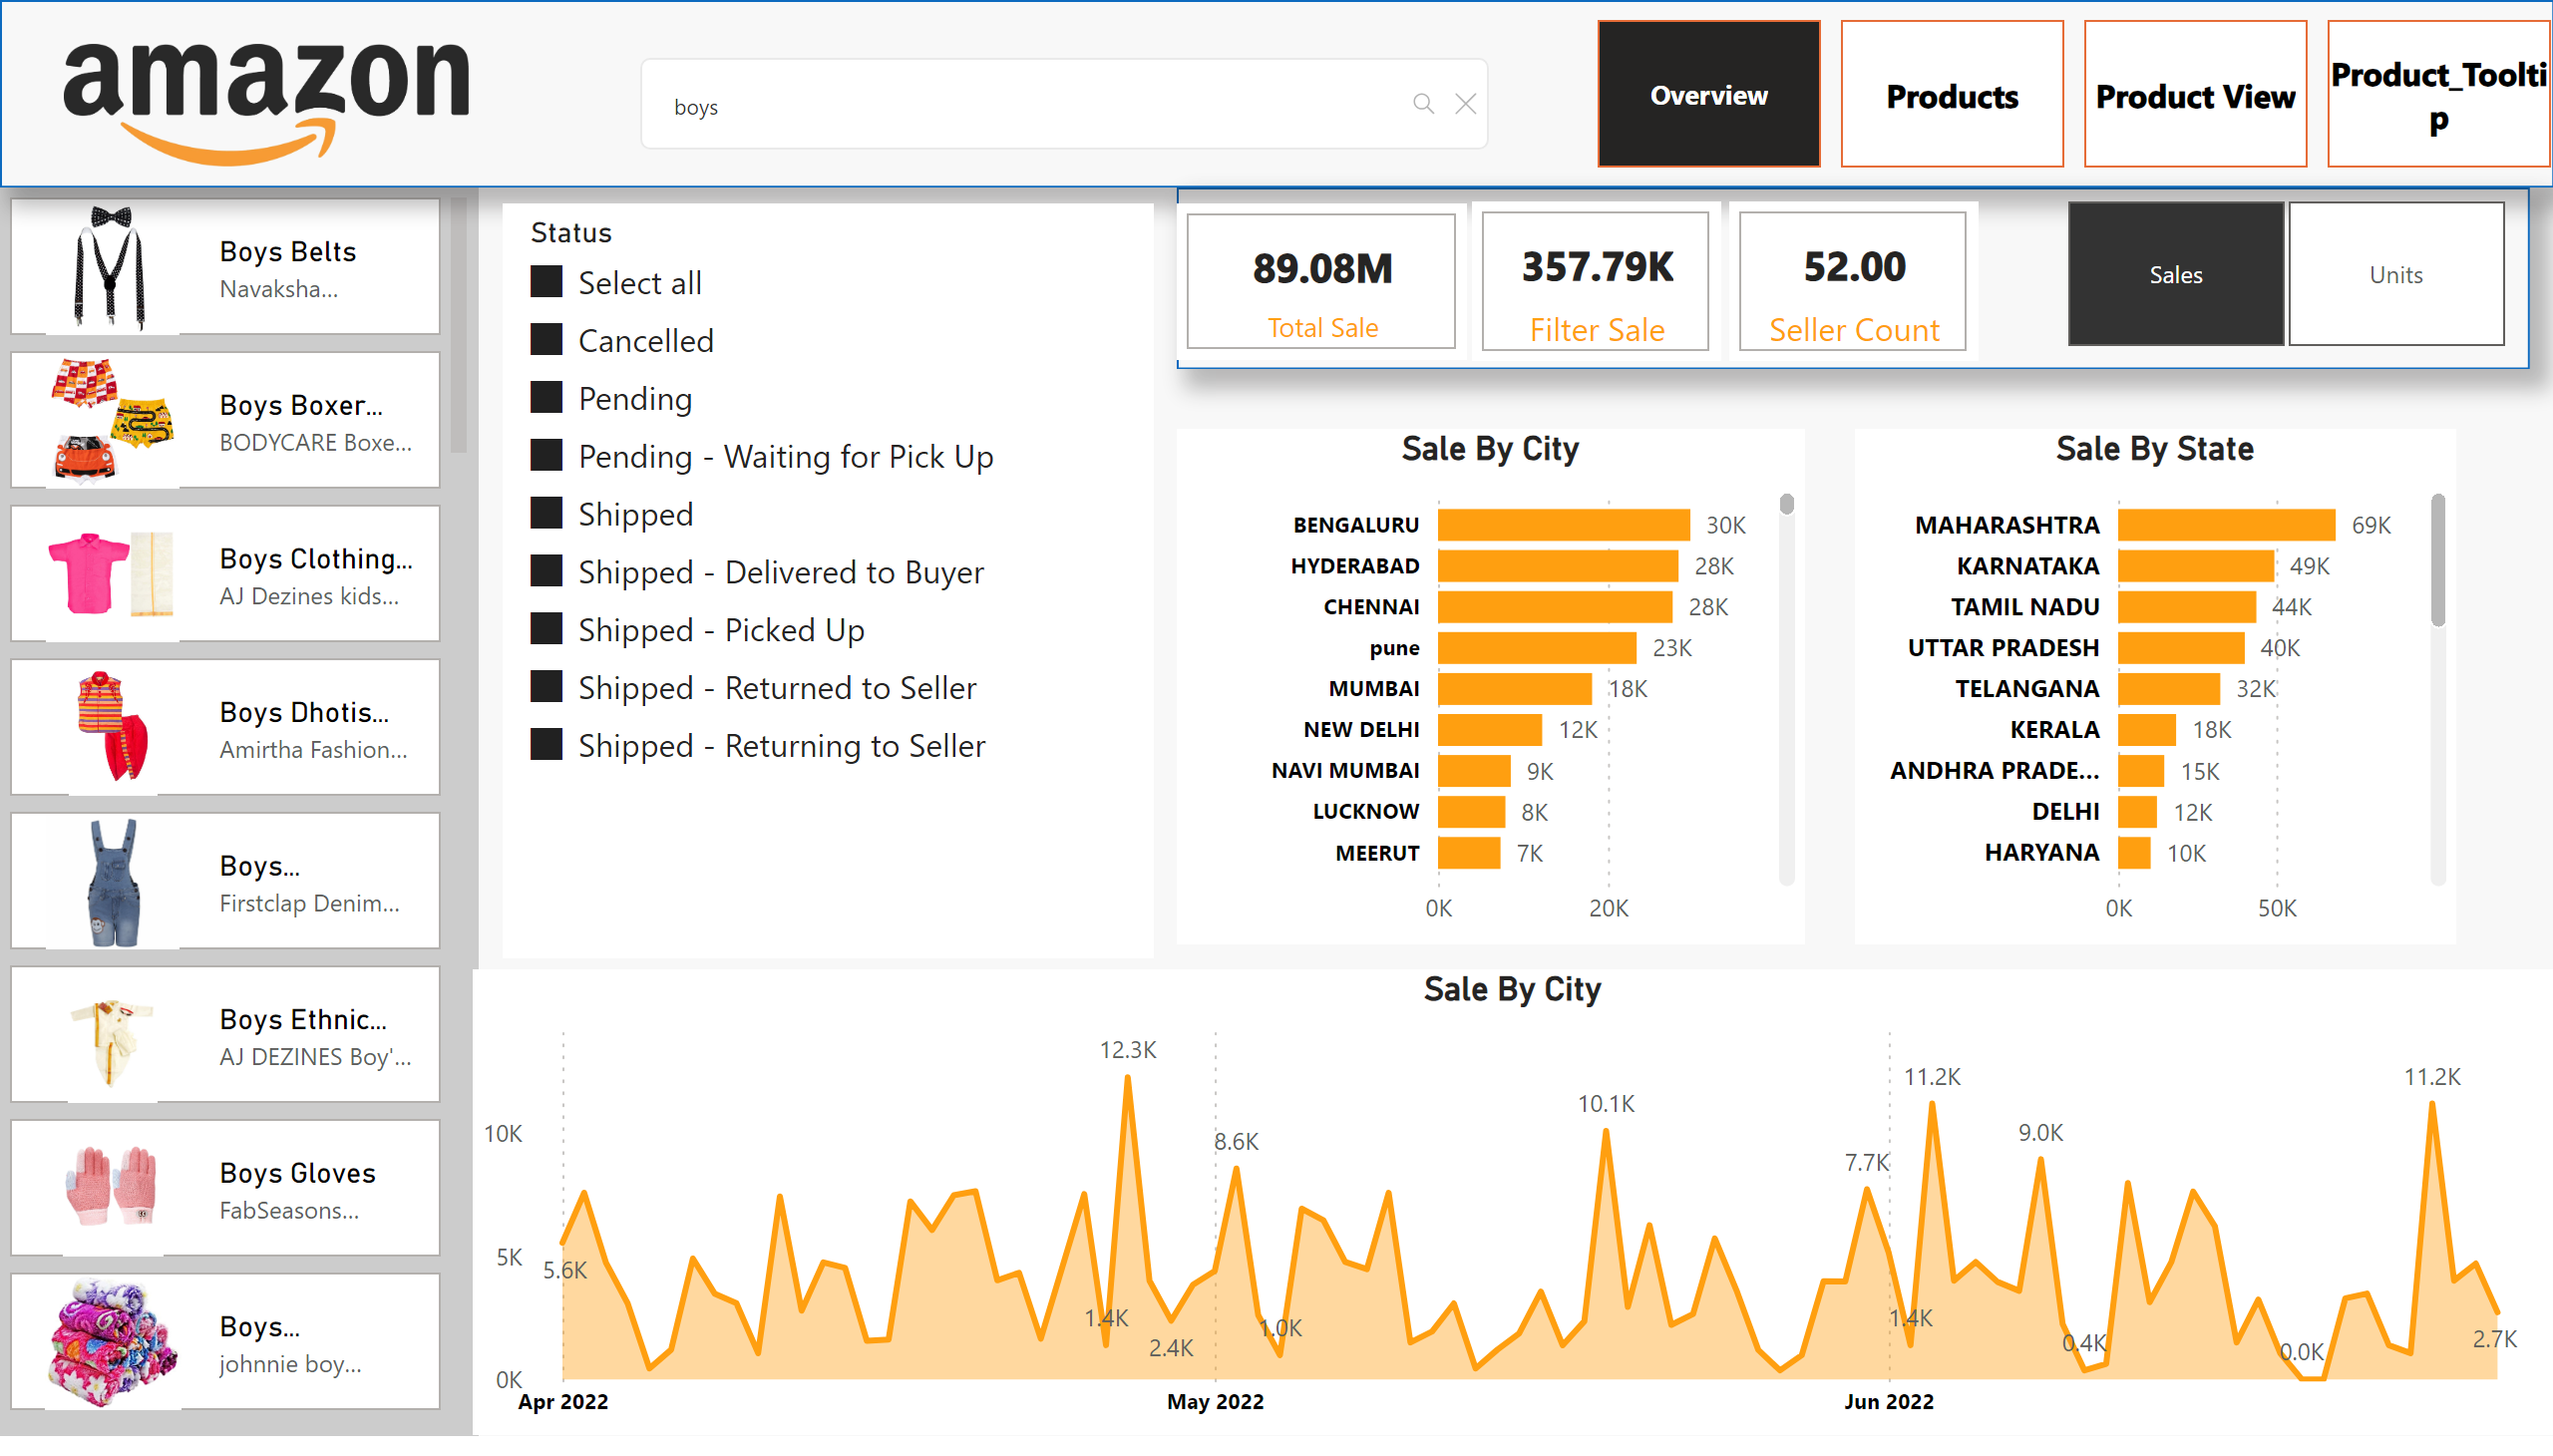 amazon
boys
Overview
Products
Product View
Product_Toolti
p
Boys Belts
Navaksha...
Boys Boxer...
BODYCARE Boxe...
Boys Clothing...
AJ Dezines kids...
Boys Dhotis...
Amirtha Fashion...
Boys...
Firstclap Denim...
Boys Ethnic...
AJ DEZINES Boy'...
Boys Gloves
FabSeasons...
Boys...
johnnie boy...
Status
Select all
Cancelled
Pending
Pending - Waiting for Pick Up
Shipped
Shipped - Delivered to Buyer
Shipped - Picked Up
Shipped - Returned to Seller
Shipped - Returning to Seller
89.08M
Total Sale
357.79K
Filter Sale
52.00
Seller Count
Sales
Units
Sale By City
BENGALURU 30K
HYDERABAD 28K
CHENNAI 28K
pune 23K
MUMBAI 18K
NEW DELHI 12K
NAVI MUMBAI 9K
LUCKNOW 8K
MEERUT 7K
0K 20K
Sale By State
MAHARASHTRA 69K
KARNATAKA 49K
TAMIL NADU 44K
UTTAR PRADESH 40K
TELANGANA 32K
KERALA 18K
ANDHRA PRADE... 15K
DELHI 12K
HARYANA 10K
0K 50K
Sale By City
12.3K
11.2K 11.2K
10.1K
10K 8.6K 9.0K
7.7K
5K
5.6K
1.4K 1.0K 1.4K
2.4K 0.4K 0.0K 2.7K
0K
Apr 2022 May 2022 Jun 2022